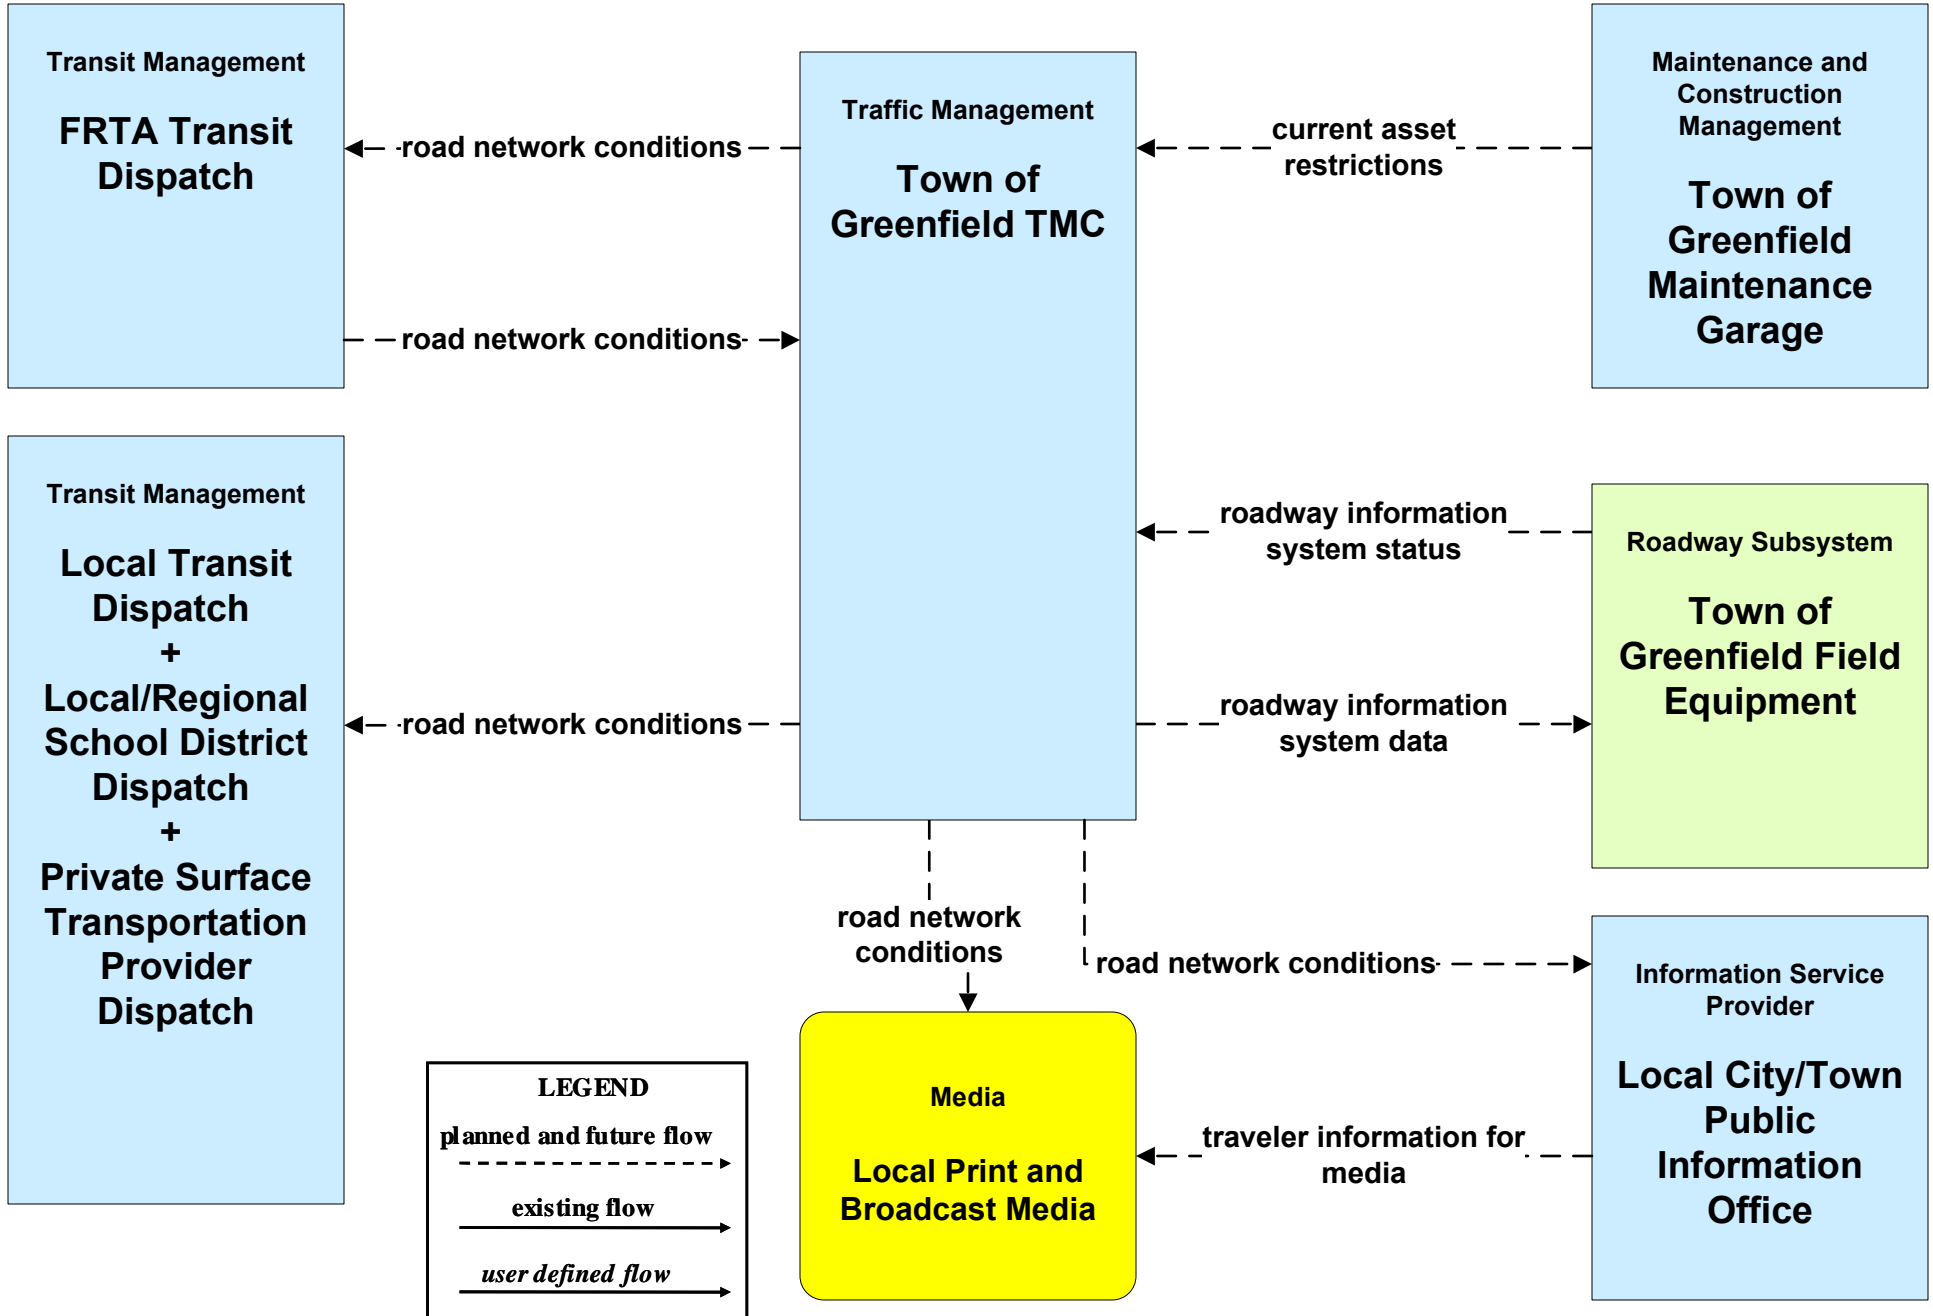 Transit Management
FRTA Transit
Dispatch
road network conditions
road network conditions
Traffic Management
Town of
Greenfield TMC
current asset
restrictions
Maintenance and
Construction
Management
Town of
Greenfield
Maintenance
Garage
Transit Management
Local Transit
Dispatch
+
Local/Regional
School District
Dispatch
+
Private Surface
Transportation
Provider
Dispatch
road network conditions
roadway information
system status
roadway information
system data
Roadway Subsystem
Town of
Greenfield Field
Equipment
road network
conditions
road network conditions
Information Service
Provider
Local City/Town
Public
Information
Office
traveler information for
media
Media
Local Print and
Broadcast Media
LEGEND
planned and future flow
existing flow
user defined flow